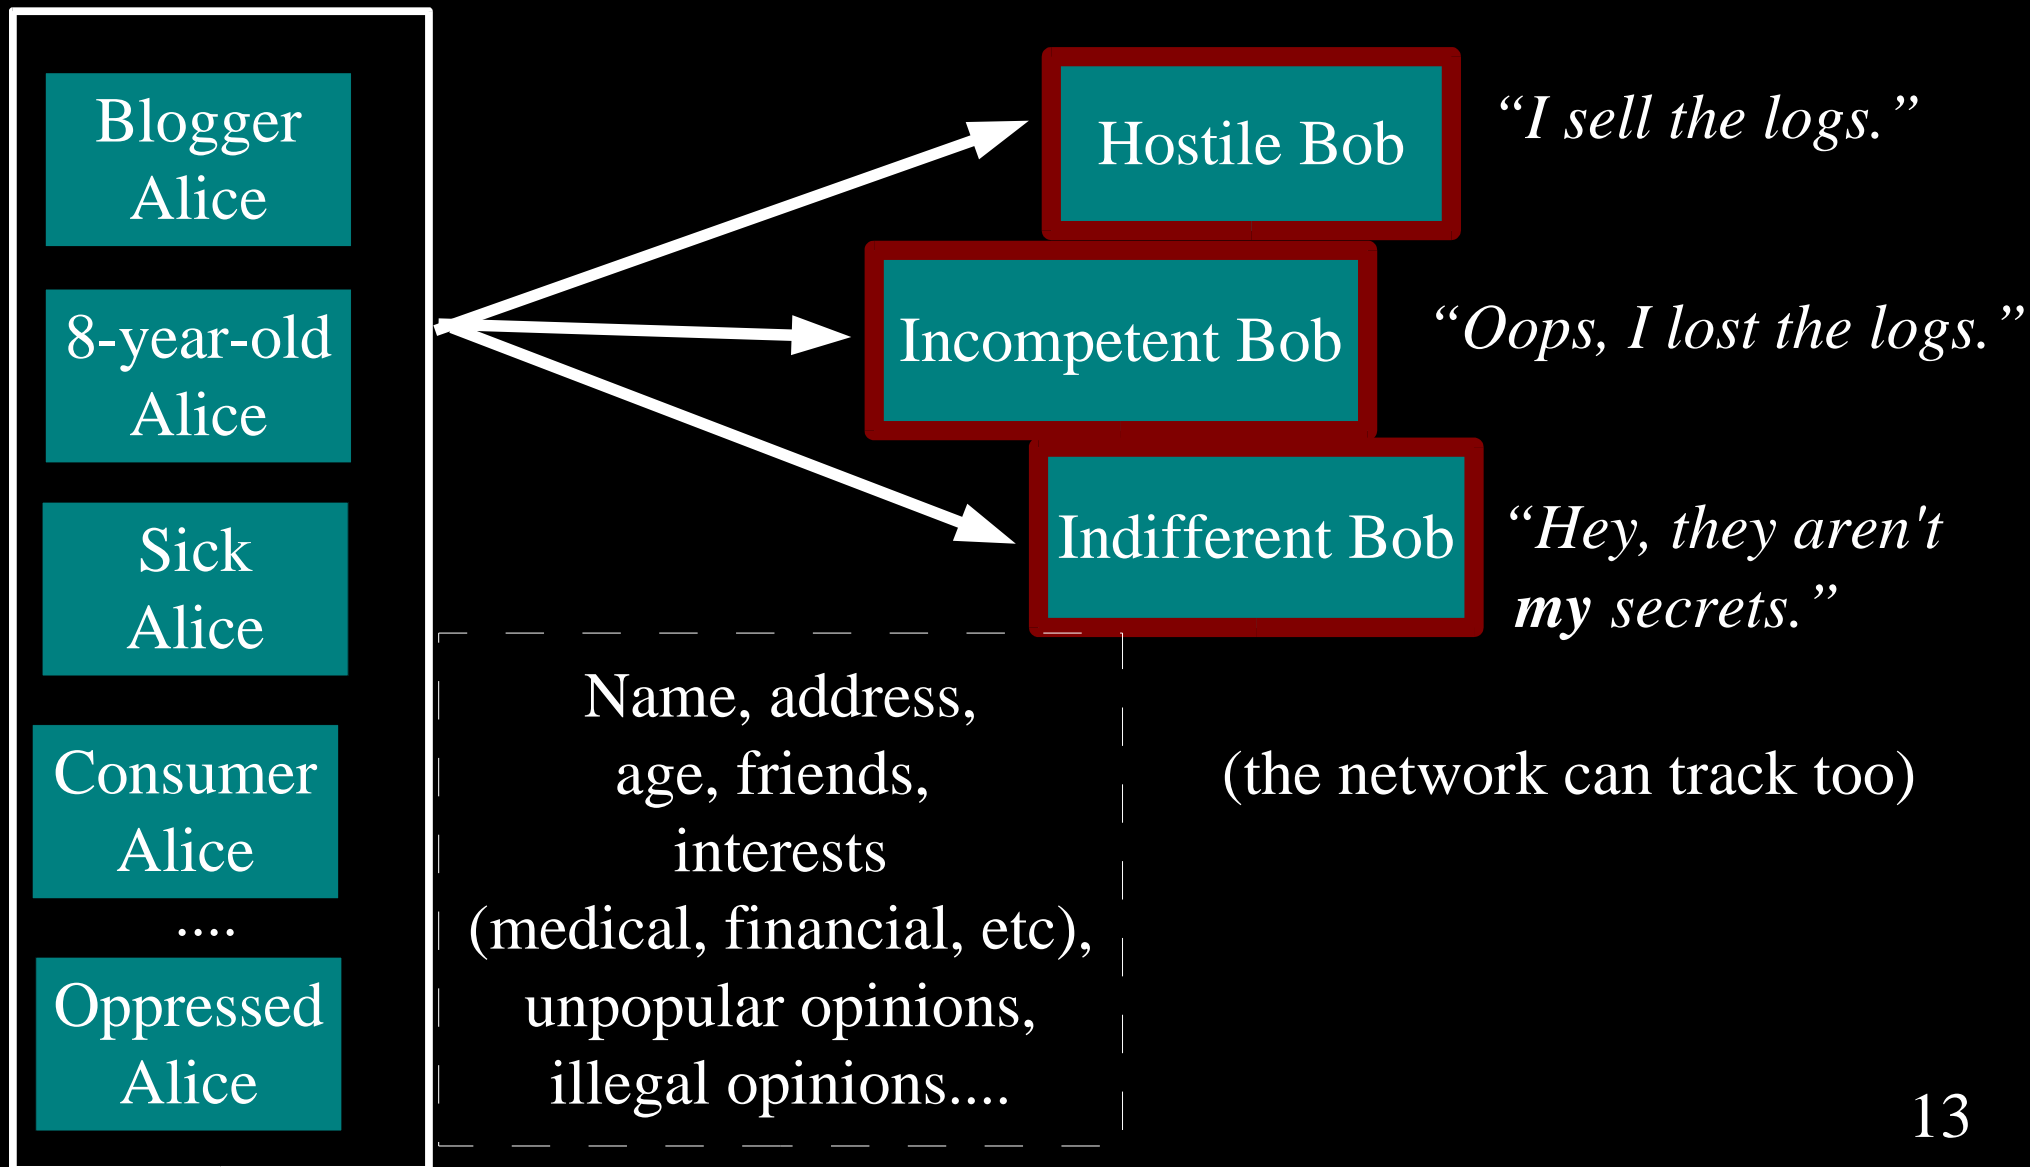 Blogger
Alice
8-year-old
Alice
Sick
Alice
Consumer
Alice
....
Oppressed
Alice
Hostile Bob
“I sell the logs.”
Incompetent Bob
“Oops, I lost the logs.”
Indifferent Bob
“Hey, they aren't
my secrets.”
Name, address,
age, friends,
interests
(medical, financial, etc),
unpopular opinions,
illegal opinions....
(the network can track too)
13